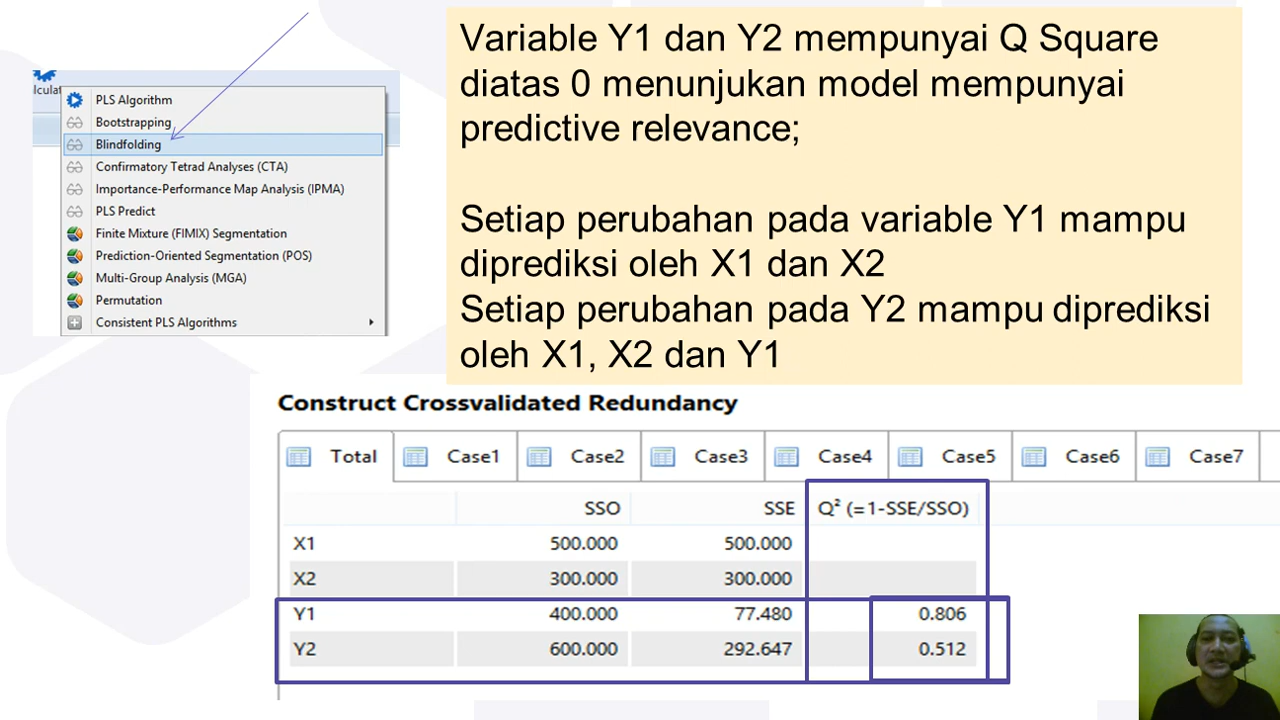 Variable Y1 dan Y2 mempunyai Q Square
diatas 0 menunjukan model mempunyai
predictive relevance;
Setiap perubahan pada variable Y1 mampu
diprediksi oleh X1 dan X2
Setiap perubahan pada Y2 mampu diprediksi
oleh X1, X2 dan Y1
PLS Algorithm
Bootstrapping
Blindfolding
Confirmatory Tetrad Analyses (CTA)
Importance-Performance Map Analysis (IPMA)
PLS Predict
Finite Mixture (FIMIX) Segmentation
Prediction-Oriented Segmentation (POS)
Multi-Group Analysis (MGA)
Permutation
Consistent PLS Algorithms
Construct Crossvalidated Redundancy
Total Case1 Case2 Case3 Case4 Case5 Case6 Case7
SSO SSE Q² (=1-SSE/SSO)
X1 500.000 500.000
X2 300.000 300.000
Y1 400.000 77.480 0.806
Y2 600.000 292.647 0.512